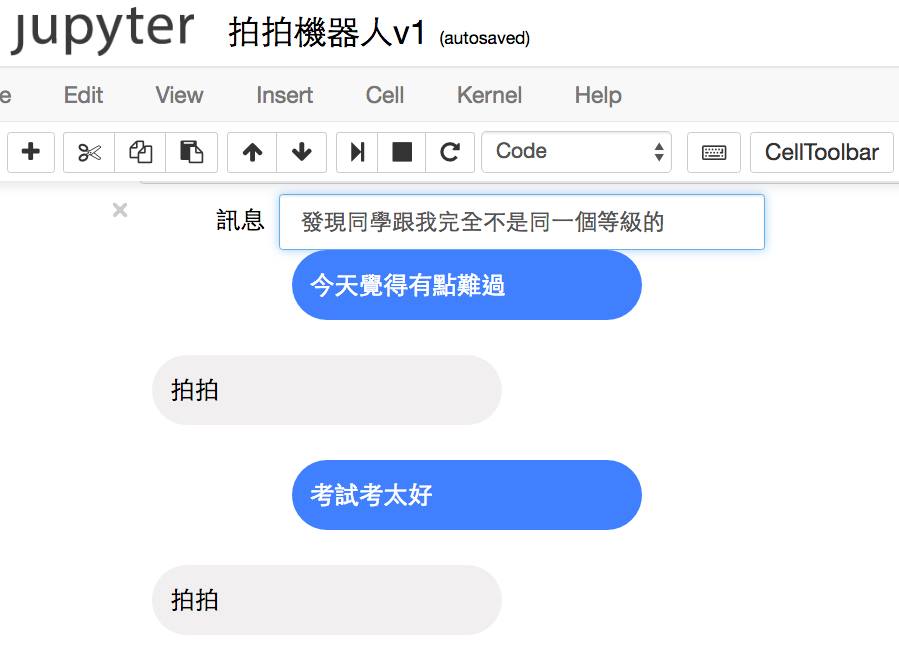 jupyter 拍拍機器人v1 (autosaved)
e Edit View Insert Cell Kernel Help
Code CellToolbar
訊息 發現同學跟我完全不是同一個等級的
今天覺得有點難過
拍拍
考試考太好
拍拍